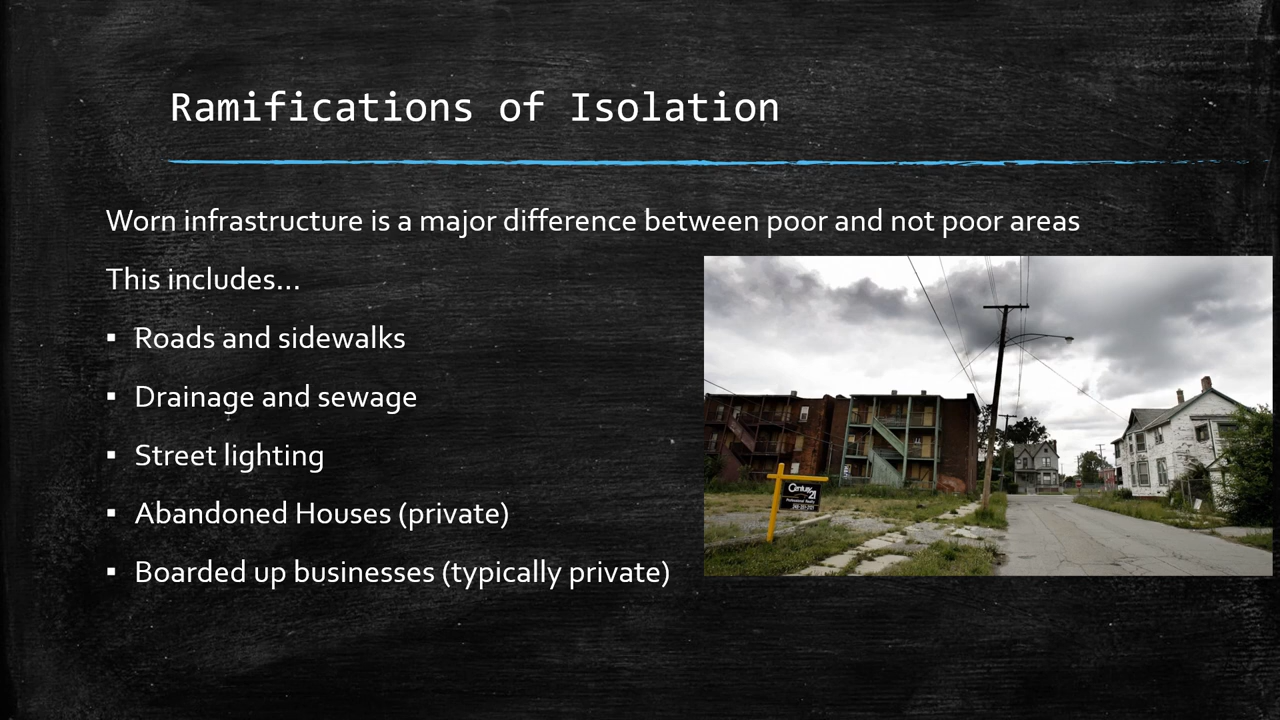 Ramifications of Isolation
Worn infrastructure is a major difference between poor and not poor areas
This includes...
▪ Roads and sidewalks
▪ Drainage and sewage
▪ Street lighting
▪ Abandoned Houses (private)
▪ Boarded up businesses (typically private)
Century
21